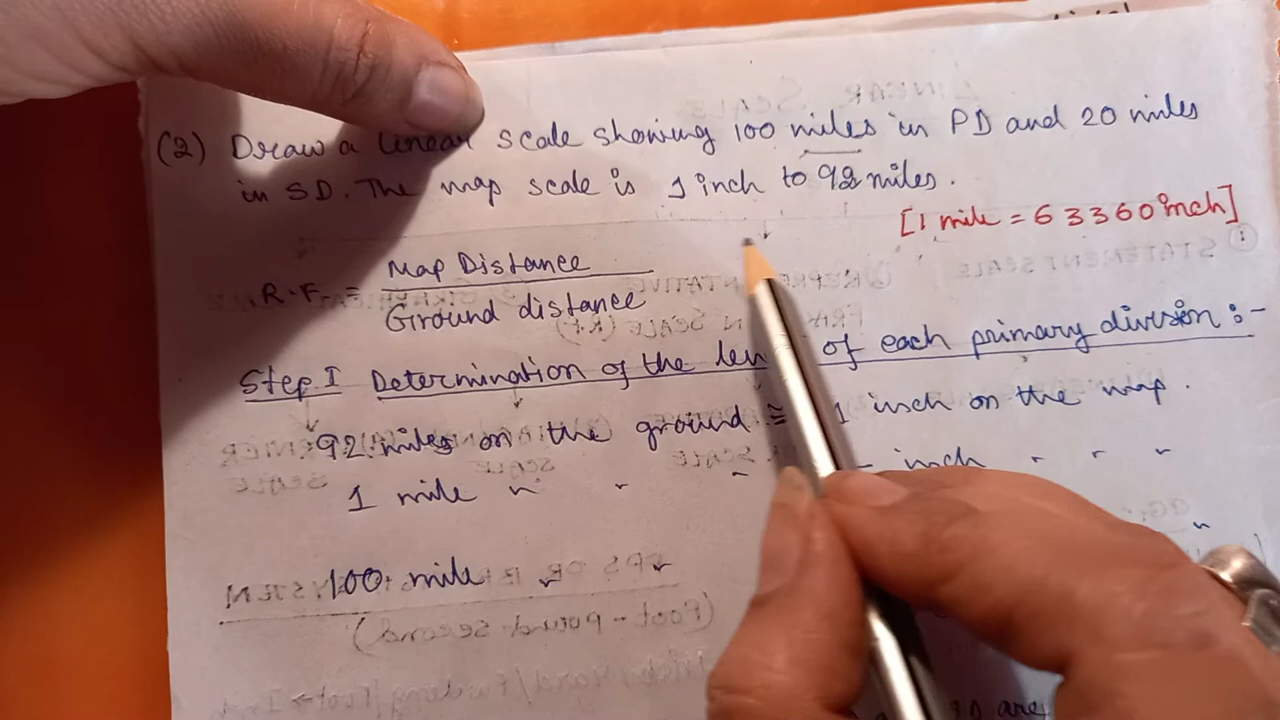 (2) Draw a linear scale showing 100 miles in PD and 20 miles
in SD. The map scale is 1 inch to 92 miles.
[1 mile = 63360 inch]
R.F. = Map Distance
Ground distance
Step I Determination of the len of each primary division :-
92 miles on the ground ≅ 1 inch on the map.
1 mile " " " inch " " "
100 mile